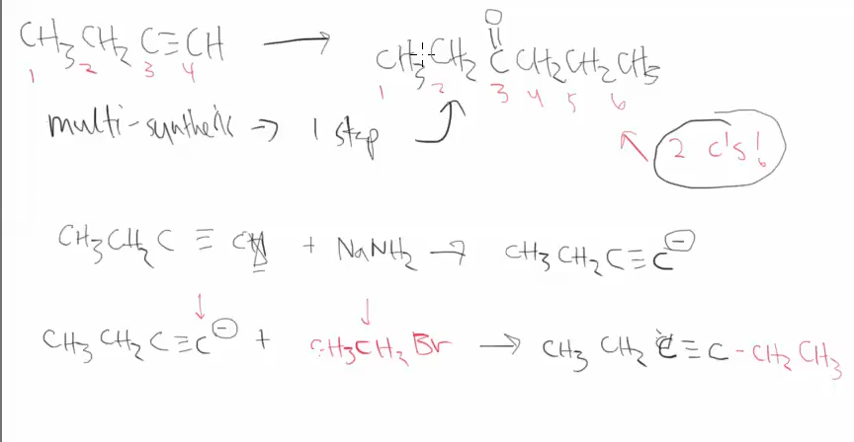 CH₃CH₂C≡CH → CH₃CH₂CCH₂CH₂CH₃
O
1 2 3 4
1 2 3 4 5 6
multi-synthetic → 1 step
2 C's!
CH₃CH₂C ≡ CH + NaNH₂ → CH₃CH₂C≡C⊖
CH₃CH₂C≡C⊖ + CH₃CH₂Br → CH₃CH₂C≡C-CH₂CH₃